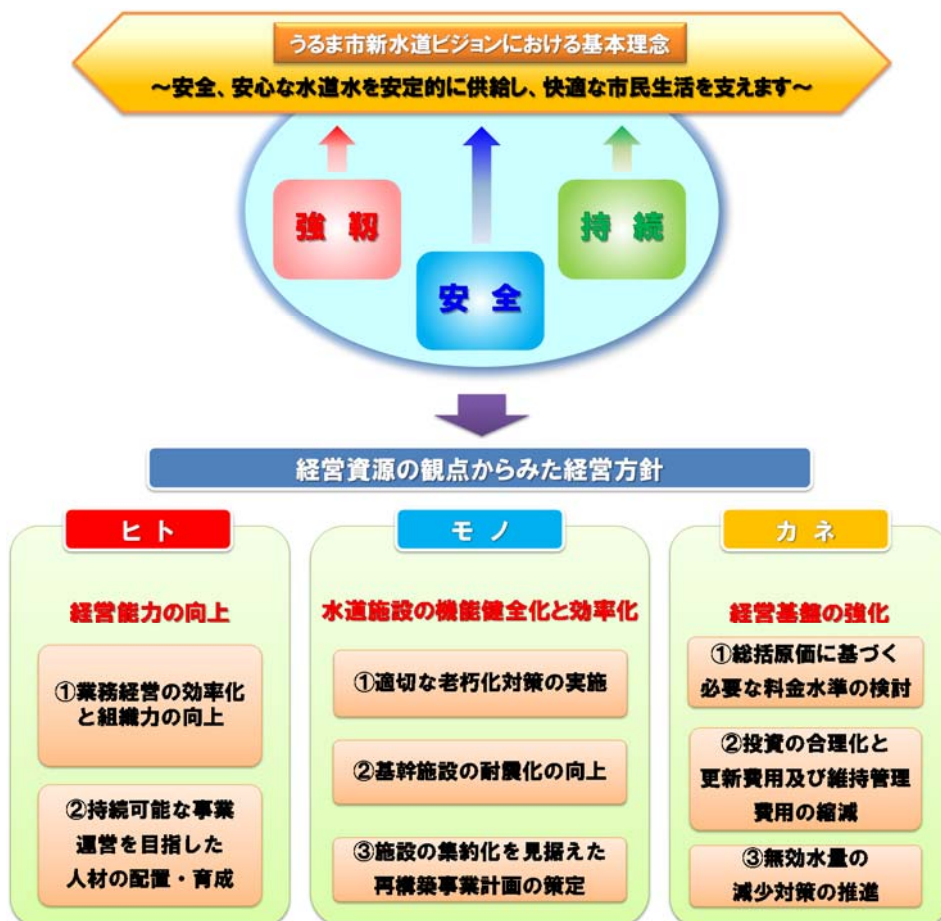 うるま市新水道ビジョンにおける基本理念
～安全、安心な水道水を安定的に供給し、快適な市民生活を支えます～
強 靭
安 全
持 続
経営資源の観点からみた経営方針
ヒ ト
経営能力の向上
①業務経営の効率化
と組織力の向上
②持続可能な事業
運営を目指した
人材の配置・育成
モ ノ
水道施設の機能健全化と効率化
①適切な老朽化対策の実施
②基幹施設の耐震化の向上
③施設の集約化を見据えた
再構築事業計画の策定
カ ネ
経営基盤の強化
①総括原価に基づく
必要な料金水準の検討
②投資の合理化と
更新費用及び維持管理
費用の縮減
③無効水量の
減少対策の推進